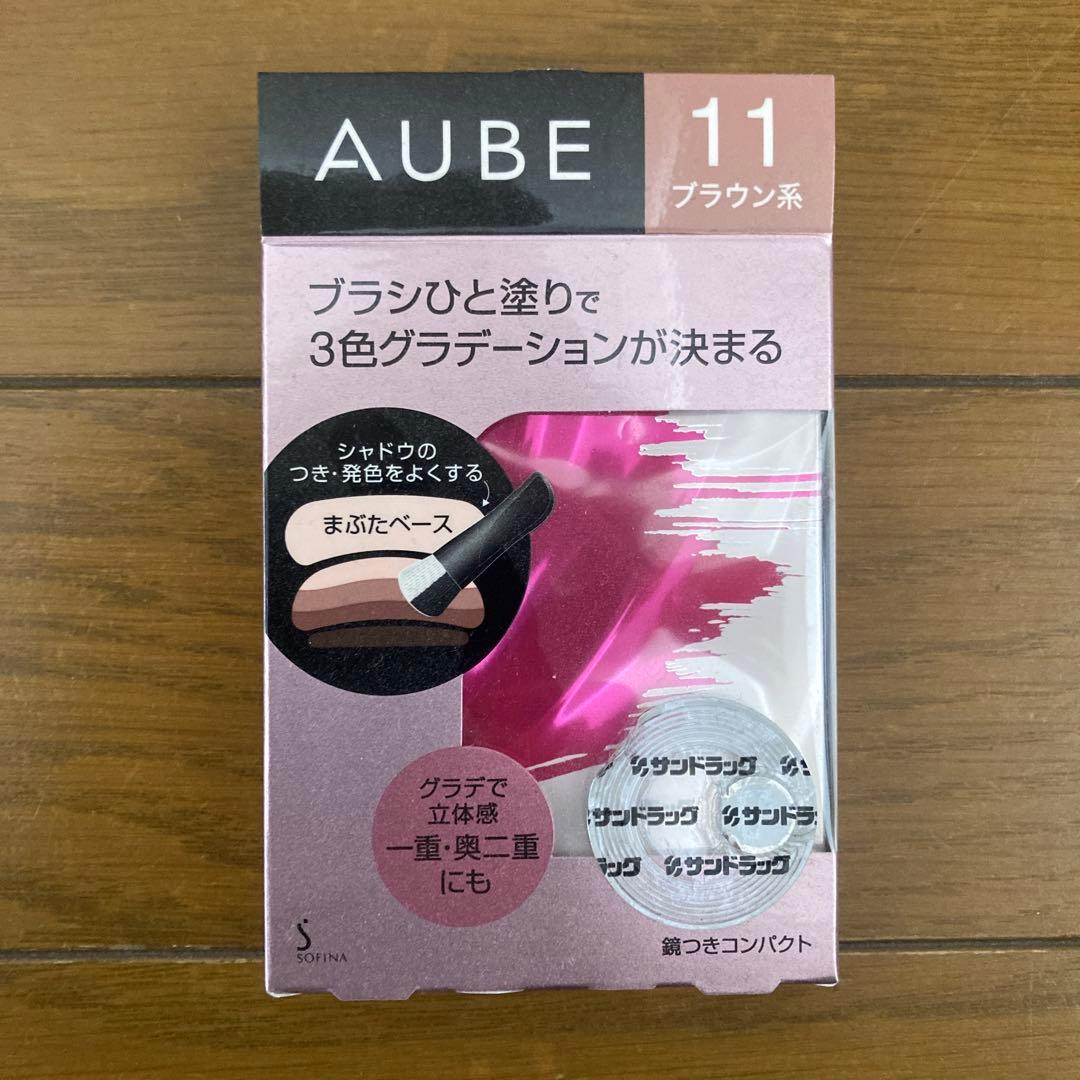 AUBE
11
ブラウン系
ブラシひと塗りで
3色グラデーションが決まる
シャドウの
つき・発色をよくする
まぶたベース
グラデで
立体感
一重・奥二重
にも
サンドラッグ
サンドラッグ
サンドラ
ラッグ
サンドラッグ
鏡つきコンパクト
SOFINA